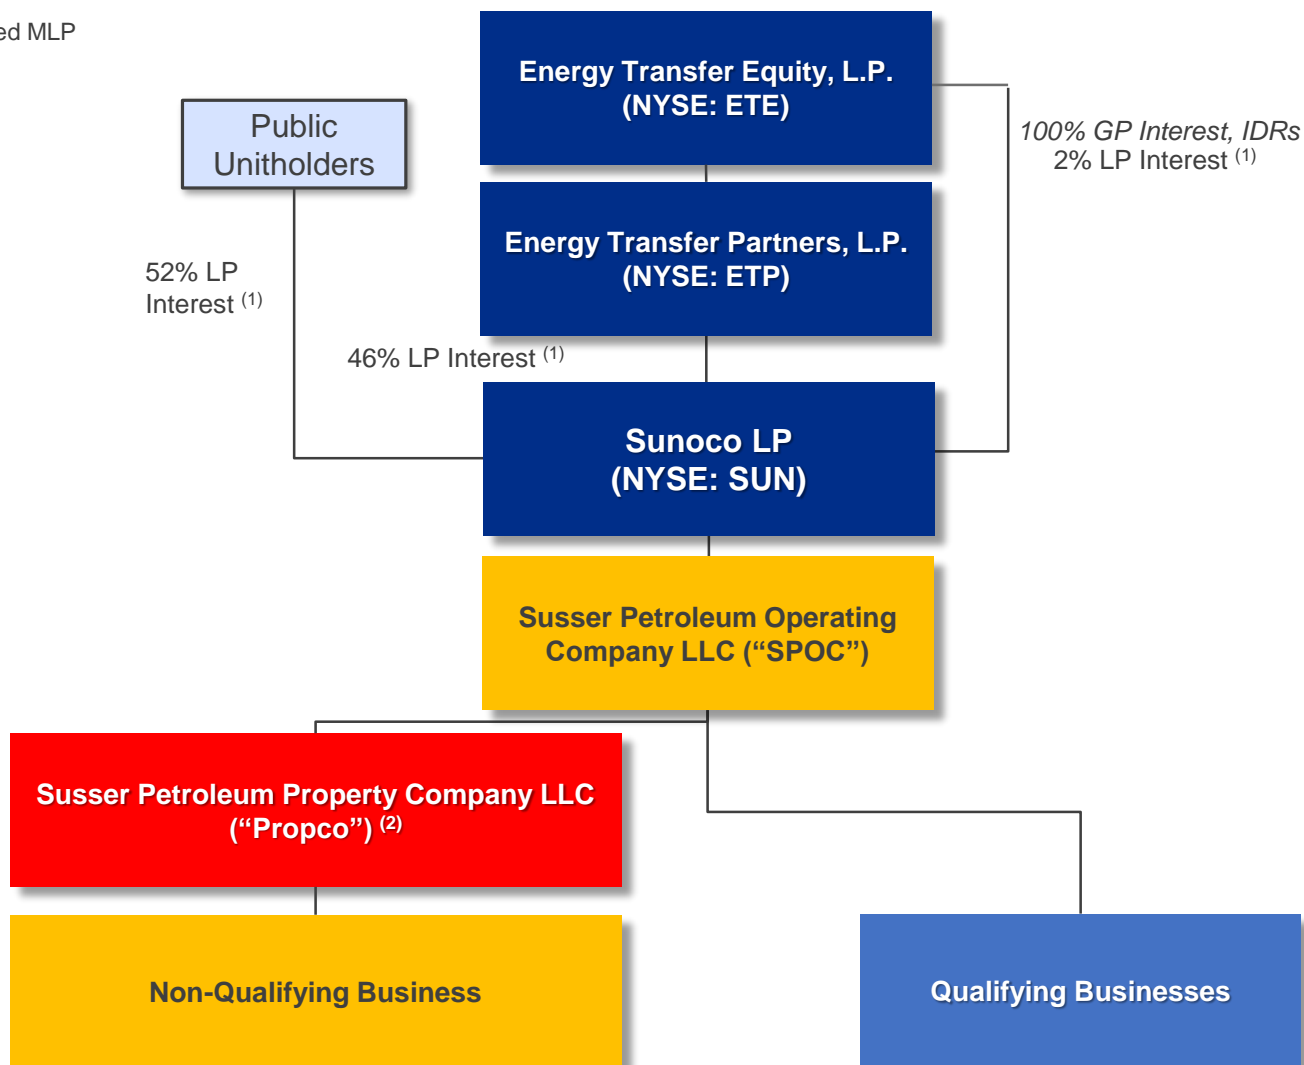 ed MLP
Energy Transfer Equity, L.P.
(NYSE: ETE)
Public
Unitholders
100% GP Interest, IDRs
2% LP Interest (1)
Energy Transfer Partners, L.P.
(NYSE: ETP)
52% LP
Interest (1)
46% LP Interest (1)
Sunoco LP
(NYSE: SUN)
Susser Petroleum Operating
Company LLC (“SPOC”)
Susser Petroleum Property Company LLC
(“Propco”) (2)
Non-Qualifying Business
Qualifying Businesses